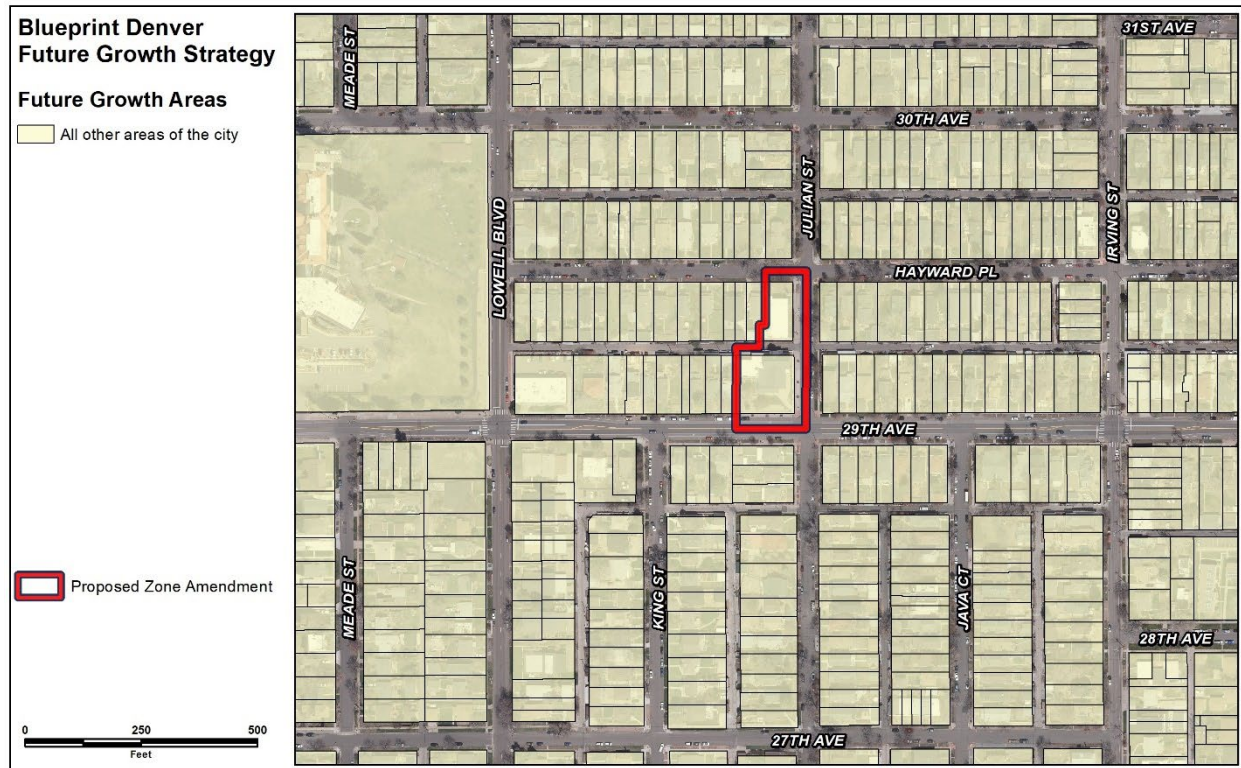 Blueprint Denver
Future Growth Strategy
Future Growth Areas
All other areas of the city
Proposed Zone Amendment
0 250 500
Feet
MEADE ST
31ST AVE
30TH AVE
LOWELL BLVD
JULIAN ST
IRVING ST
HAYWARD PL
29TH AVE
MEADE ST
KING ST
JAVA CT
28TH AVE
27TH AVE